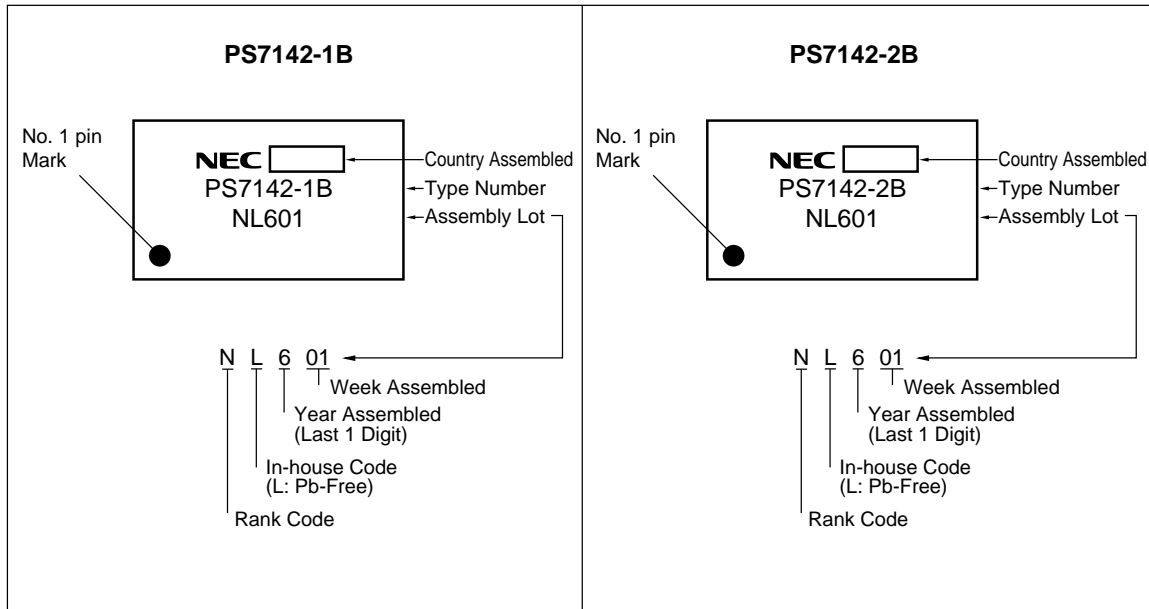 PS7142-1B
No. 1 pin
Mark
NEC
Country Assembled
PS7142-1B
Type Number
NL601
Assembly Lot
N L 6 01
Week Assembled
Year Assembled
(Last 1 Digit)
In-house Code
(L: Pb-Free)
Rank Code
PS7142-2B
No. 1 pin
Mark
NEC
Country Assembled
PS7142-2B
Type Number
NL601
Assembly Lot
N L 6 01
Week Assembled
Year Assembled
(Last 1 Digit)
In-house Code
(L: Pb-Free)
Rank Code